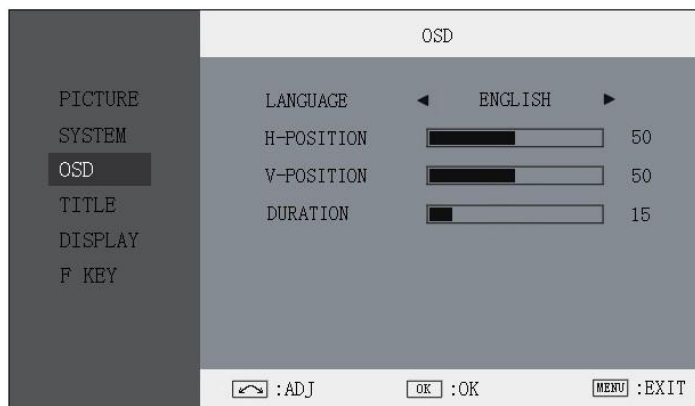 OSD
PICTURE
SYSTEM
OSD
TITLE
DISPLAY
F KEY
LANGUAGE ◄ ENGLISH ►
H-POSITION 50
V-POSITION 50
DURATION 15
:ADJ OK :OK MENU :EXIT